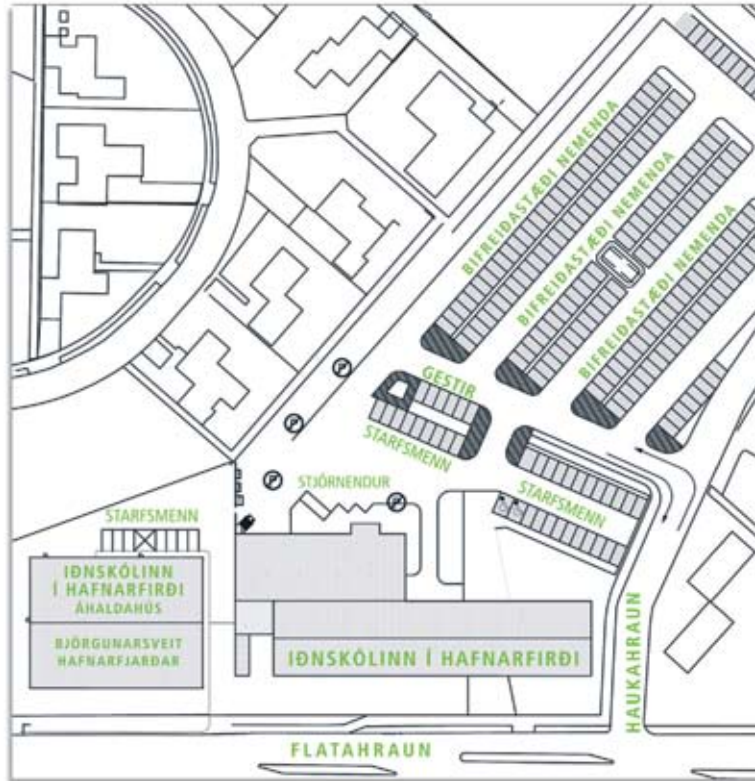 BIFREIÐASTÆÐI NEMENDA
BIFREIÐASTÆÐI NEMENDA
BIFREIÐASTÆÐI NEMENDA
GESTIR
STARFSMENN
STJÓRNENDUR
STARFSMENN
STARFSMENN
IÐNSKÓLINN
Í HAFNARFIRÐI
ÁHALDAHÚS
BJÖRGUNARSVEIT
HAFNARFJARÐAR
IÐNSKÓLINN Í HAFNARFIRÐI
HAUKAHRAUN
FLATAHRAUN